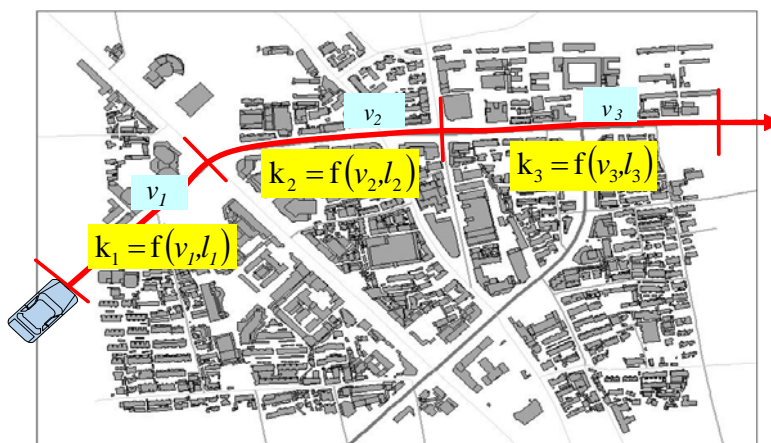 v₂
v₃
k₂ = f(v₂,l₂)
k₃ = f(v₃,l₃)
v₁
k₁ = f(v₁,l₁)